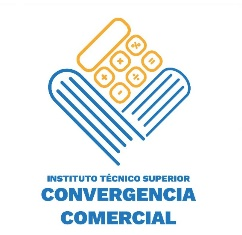 INSTITUTO TÉCNICO SUPERIOR
CONVERGENCIA
COMERCIAL